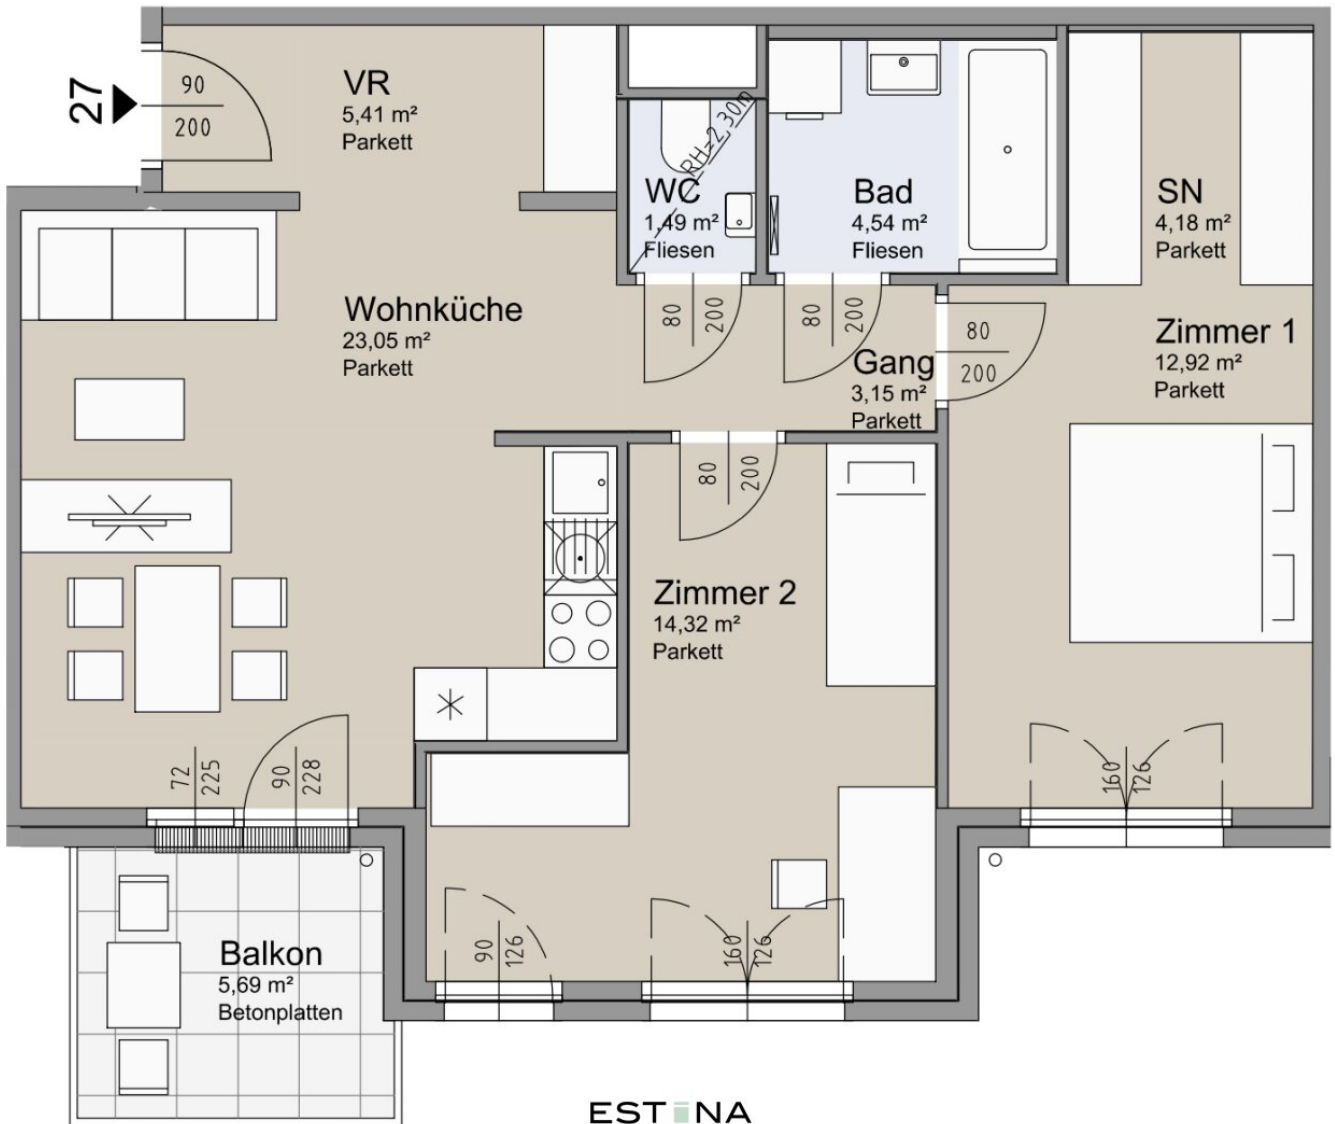 27
90
200
VR
5,41 m²
Parkett
RH=2,30m
WC
1,49 m²
Fliesen
Bad
4,54 m²
Fliesen
SN
4,18 m²
Parkett
Wohnküche
23,05 m²
Parkett
80
200
80
200
Gang
3,15 m²
Parkett
80
200
Zimmer 1
12,92 m²
Parkett
80
200
Zimmer 2
14,32 m²
Parkett
72
225
90
228
160
126
90
126
160
126
Balkon
5,69 m²
Betonplatten
ESTINA